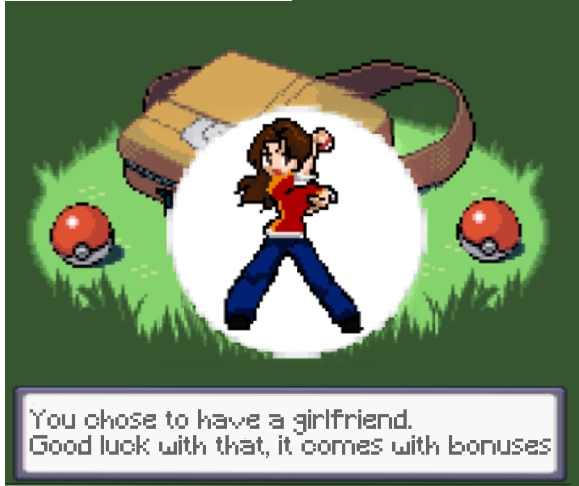 You chose to have a girlfriend.
Good luck with that, it comes with bonuses